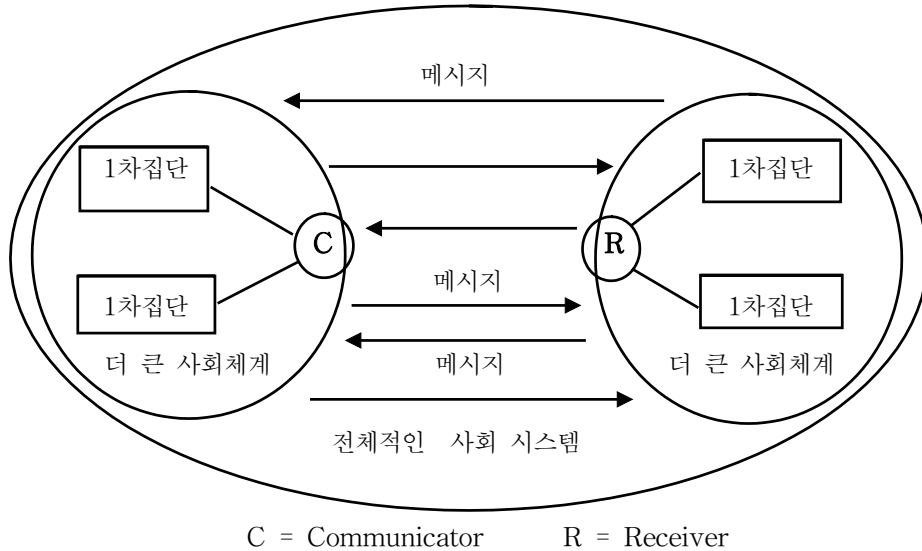 메시지
1차집단 1차집단
C R
메시지
1차집단 1차집단
더 큰 사회체계 메시지 더 큰 사회체계
전체적인 사회 시스템
C = Communicator R = Receiver